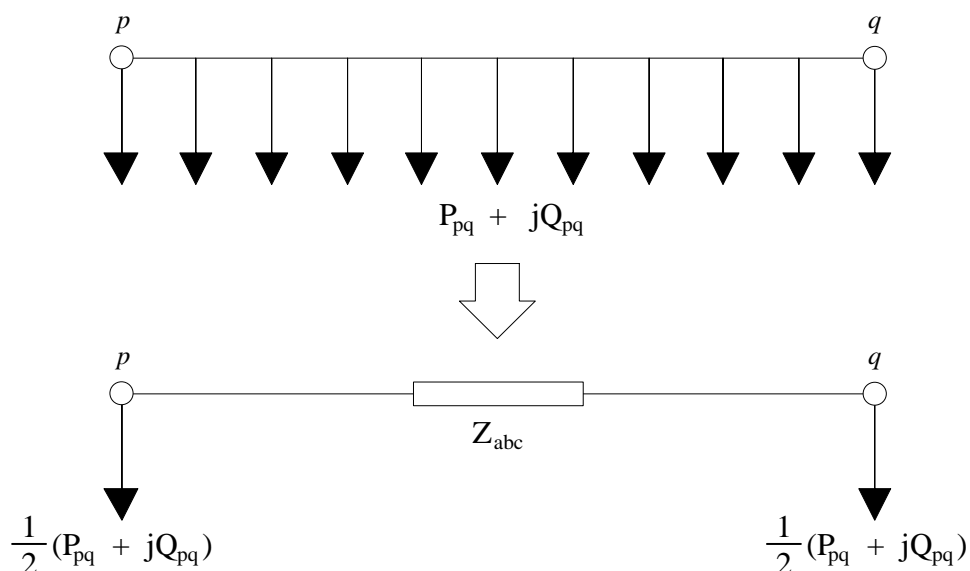 p q
P_pq + jQ_pq
p q
Z_abc
1/2 (P_pq + jQ_pq) 1/2 (P_pq + jQ_pq)